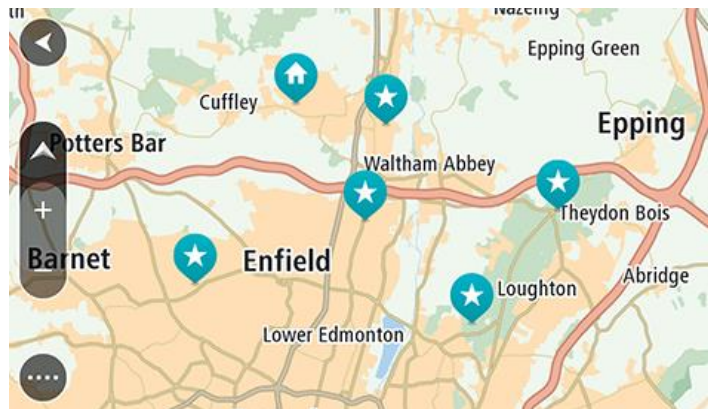 Nazeing
Epping Green
Cuffley
Epping
Potters Bar
Waltham Abbey
Theydon Bois
Barnet
Enfield
Loughton
Abridge
Lower Edmonton